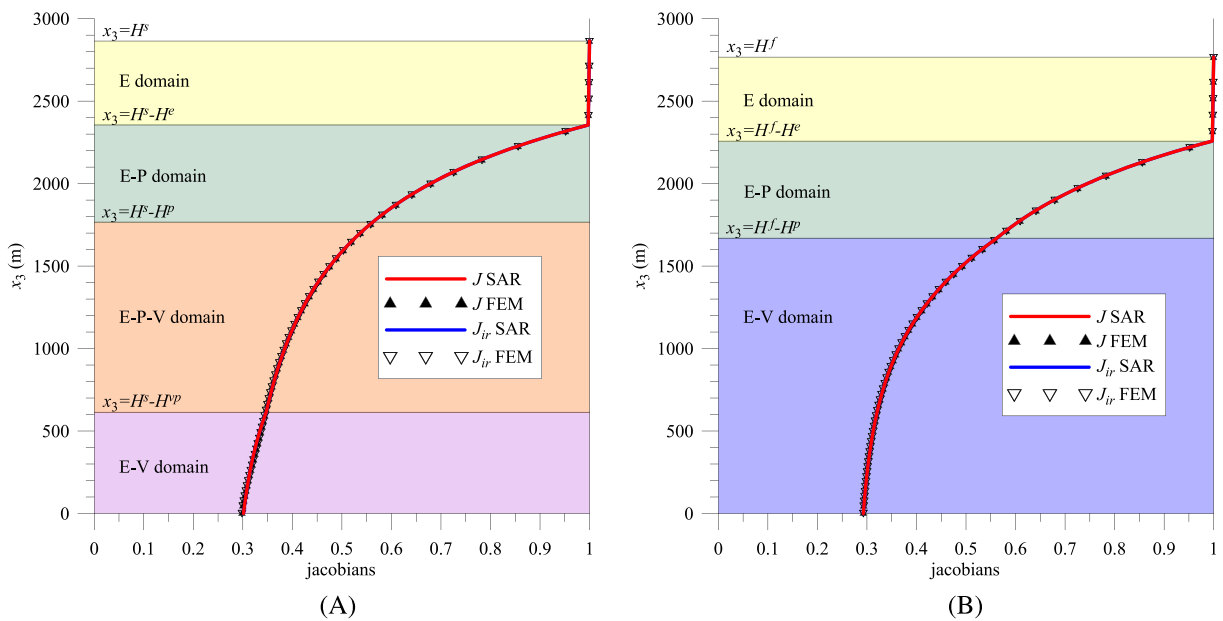 3000
2500
2000
1500
1000
500
0
x₃ (m)
x₃=Hˢ
E domain
x₃=Hˢ-Hᵉ
E-P domain
x₃=Hˢ-Hᵖ
E-P-V domain
x₃=Hˢ-Hᵛᵖ
E-V domain
J SAR
J FEM
Jᵢᵣ SAR
Jᵢᵣ FEM
0 0.1 0.2 0.3 0.4 0.5 0.6 0.7 0.8 0.9 1
jacobians
(A)
3000
2500
2000
1500
1000
500
0
x₃ (m)
x₃=Hᶠ
E domain
x₃=Hᶠ-Hᵉ
E-P domain
x₃=Hᶠ-Hᵖ
E-V domain
J SAR
J FEM
Jᵢᵣ SAR
Jᵢᵣ FEM
0 0.1 0.2 0.3 0.4 0.5 0.6 0.7 0.8 0.9 1
jacobians
(B)